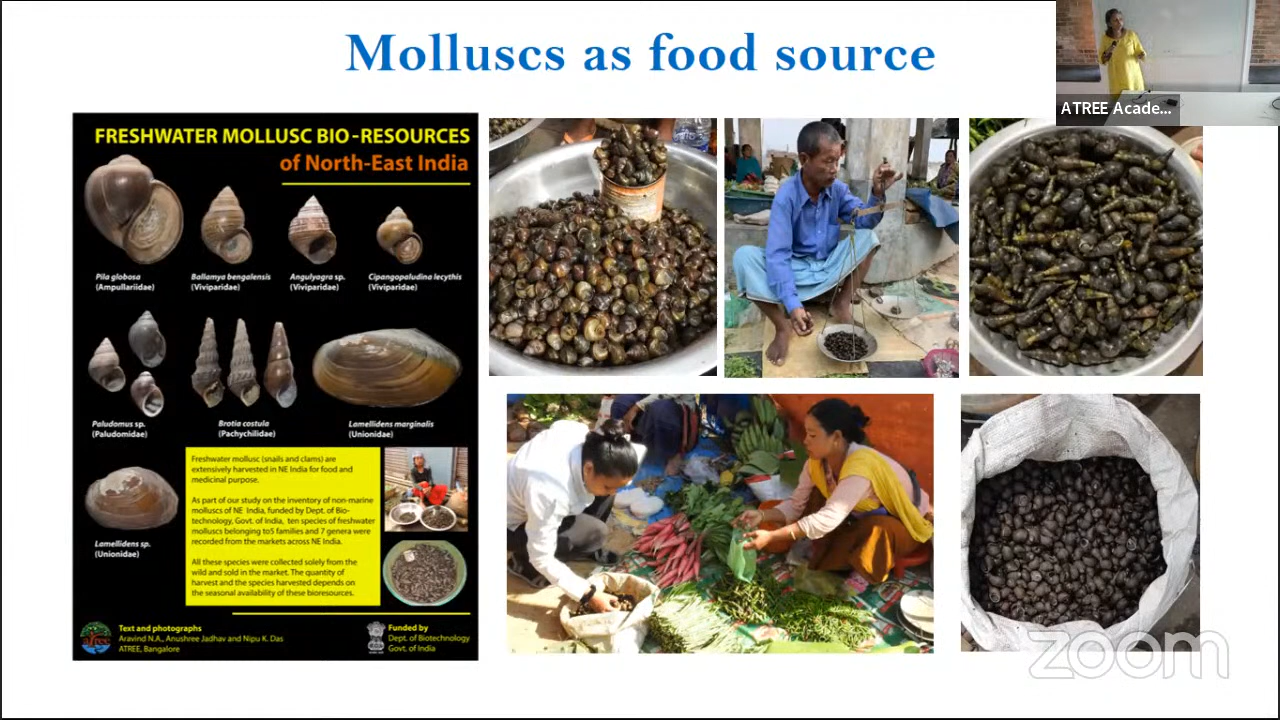 Molluscs as food source
ATREE Acade...
FRESHWATER MOLLUSC BIO-RESOURCES
of North-East India
Pila globosa
(Ampullariidae)
Bellamya bengalensis
(Viviparidae)
Angulyagra sp.
(Viviparidae)
Cipangopaludina lecythis
(Viviparidae)
Paludomus sp.
(Paludomidae)
Brotia costula
(Pachychilidae)
Lamellidens marginalis
(Unionidae)
Lamellidens sp.
(Unionidae)
Freshwater mollusc (snails and clams) are
extensively harvested in NE India for food and
medicinal purpose.
As part of our study on the inventory of non-marine
molluscs of NE India, funded by Dept. of Bio-
technology, Govt. of India, ten species of freshwater
molluscs belonging to5 families and 7 genera were
recorded from the markets across NE India.
All these species were collected solely from the
wild and sold in the market. The quantity of
harvest and the species harvested depends on
the seasonal availability of these bioresources.
atree
Text and photographs
Aravind N.A., Anushree Jadhav and Nipu K. Das
ATREE, Bangalore
Funded by
Dept. of Biotechnology
Govt. of India
zoom